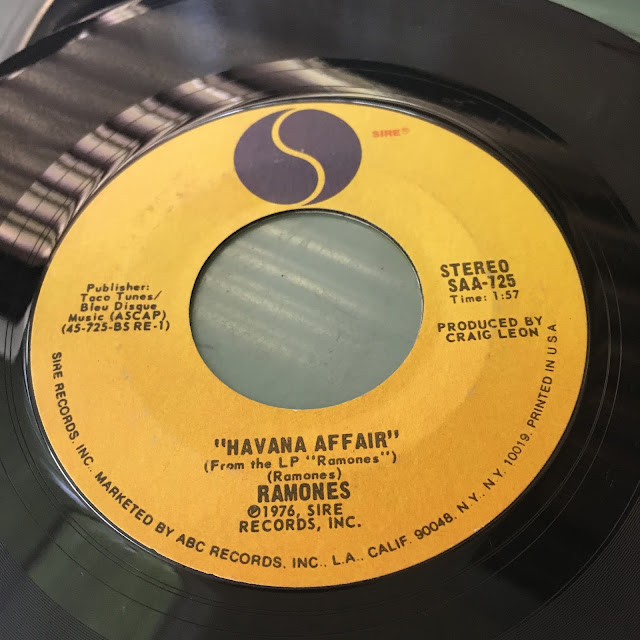 SIRE®
Publisher:
Taco Tunes/
Bleu Disque
Music (ASCAP)
(45-725-BS RE-1)
STEREO
SAA-725
Time: 1:57
PRODUCED BY
CRAIG LEON
"HAVANA AFFAIR"
(From the LP "Ramones")
(Ramones)
RAMONES
℗1976, SIRE
RECORDS, INC.
SIRE RECORDS, INC. MARKETED BY ABC RECORDS, INC., L.A., CALIF. 90048. N.Y., N.Y. 10019. PRINTED IN U S A